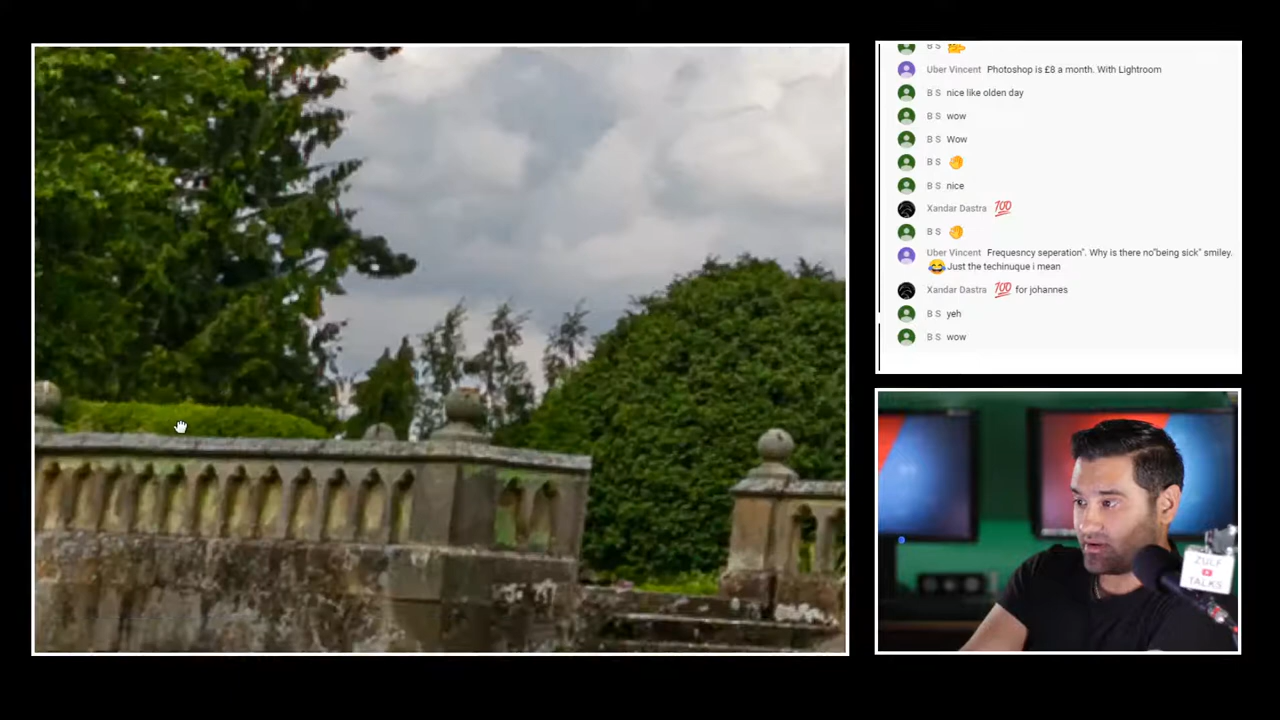 B S
Uber Vincent Photoshop is £8 a month. With Lightroom
B S nice like olden day
B S wow
B S Wow
B S
B S nice
Xandar Dastra 💯
B S
Uber Vincent Frequesncy seperation". Why is there no"being sick" smiley.
😂Just the techinuque i mean
Xandar Dastra 💯 for johannes
B S yeh
B S wow
ZULF
TALKS